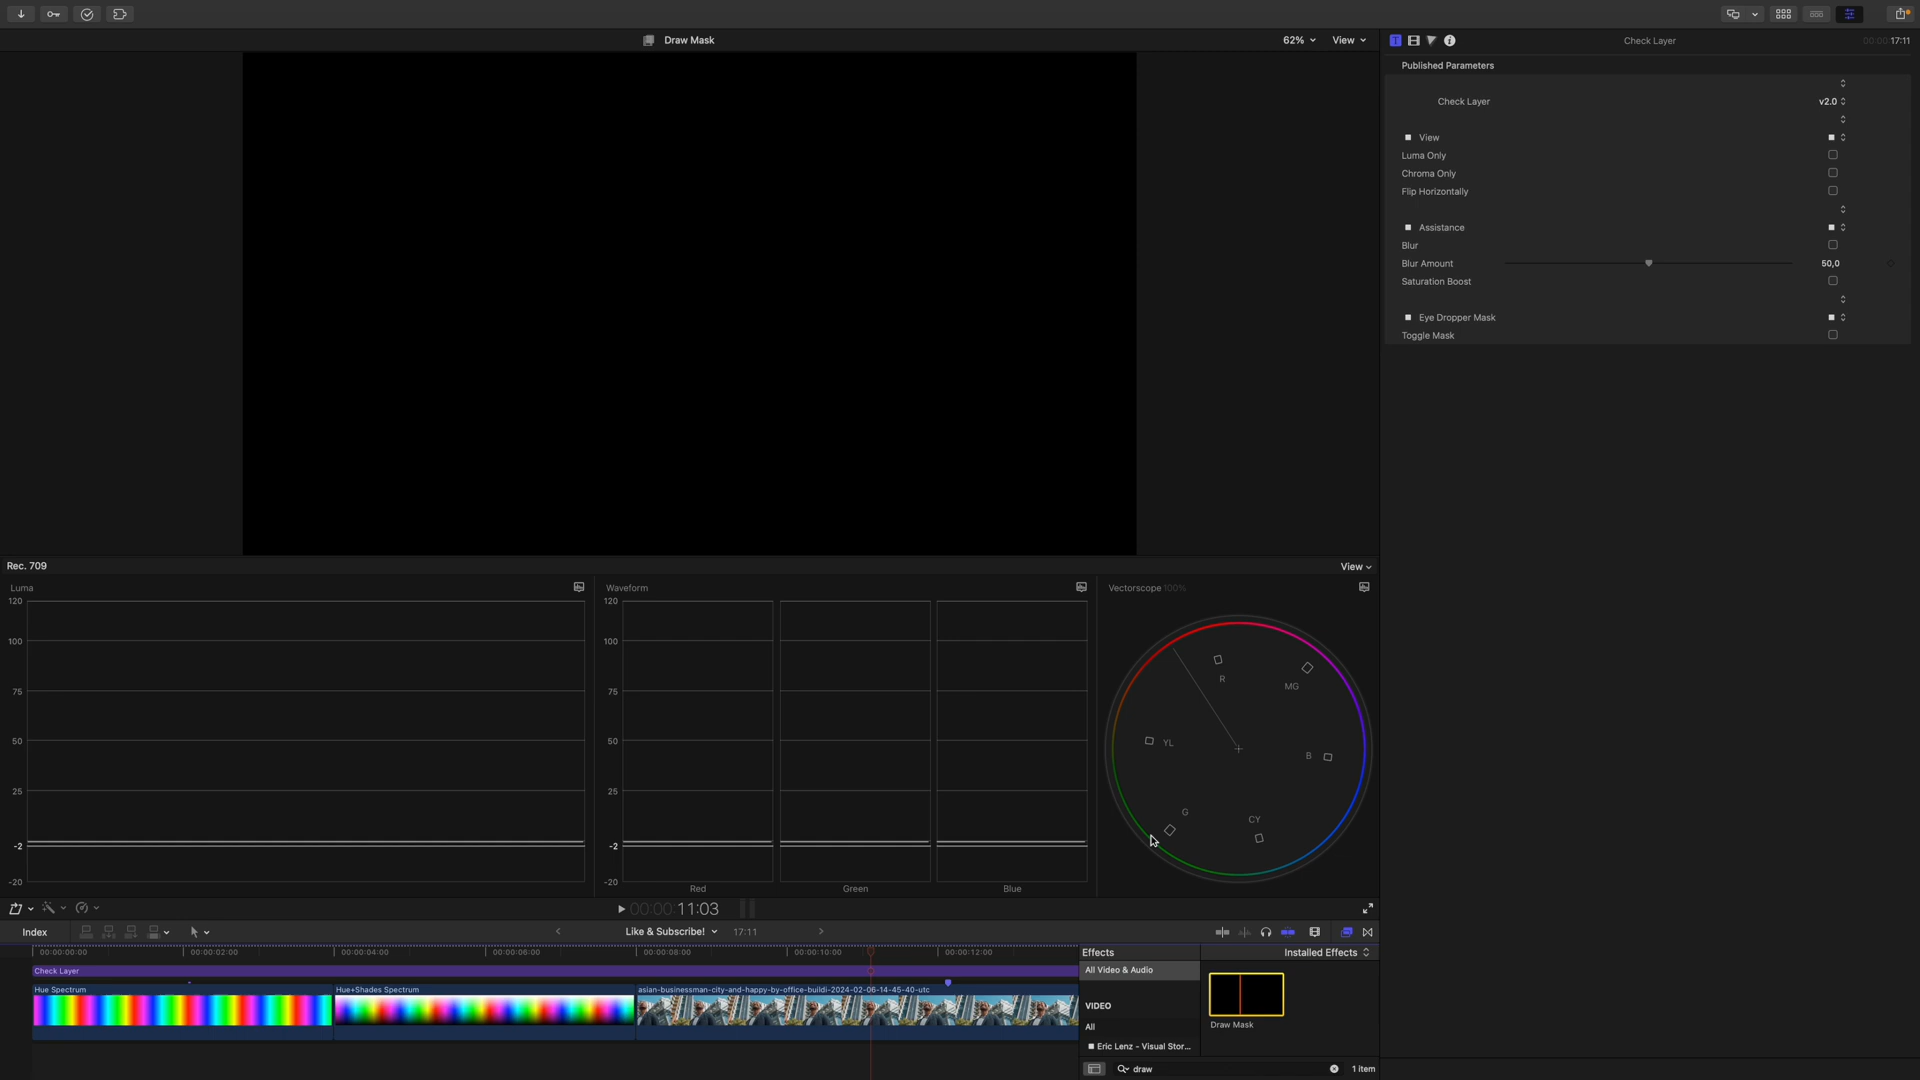 Draw Mask
62%
View
Check Layer
00:00:17:11
Published Parameters
Check Layer
v2.0
View
Luma Only
Chroma Only
Flip Horizontally
Assistance
Blur
Blur Amount
50,0
Saturation Boost
Eye Dropper Mask
Toggle Mask
Rec. 709
View
Luma
120
100
75
50
25
-2
-20
Waveform
120
100
75
50
25
-2
-20
Red
Green
Blue
Vectorscope 100%
R
MG
YL
B
G
CY
00:00:11:03
Index
Like & Subscribe!
17:11
00:00:00:00
00:00:02:00
00:00:04:00
00:00:06:00
00:00:08:00
00:00:10:00
00:00:12:00
Check Layer
Hue Spectrum
Hue+Shades Spectrum
asian-businessman-city-and-happy-by-office-buildi-2024-02-06-14-45-40-utc
Effects
Installed Effects
All Video & Audio
VIDEO
All
Eric Lenz - Visual Stor...
Draw Mask
draw
1 item